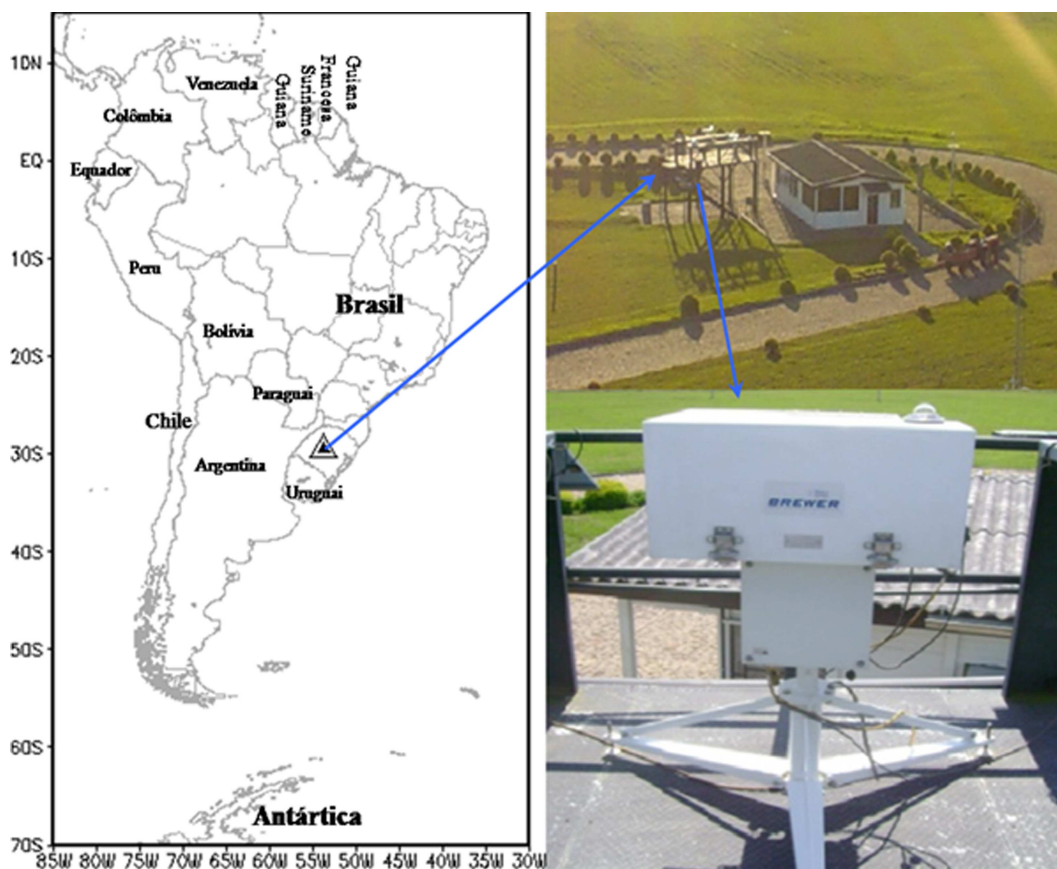 10N
EQ
10S
20S
30S
40S
50S
60S
70S
85W 80W 75W 70W 65W 60W 55W 50W 45W 40W 35W 30W
Venezuela
Colômbia
Guiana
Suriname
Francesa
Guiana
Equador
Peru
Brasil
Bolívia
Paraguai
Chile
Argentina
Uruguai
Antártica
BREWER